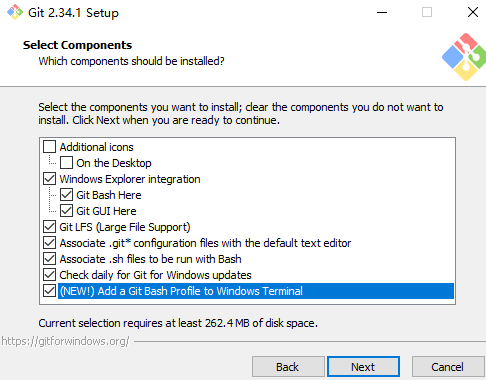 Git 2.34.1 Setup
Select Components
Which components should be installed?
Select the components you want to install; clear the components you do not want to
install. Click Next when you are ready to continue.
Additional icons
On the Desktop
Windows Explorer integration
Git Bash Here
Git GUI Here
Git LFS (Large File Support)
Associate .git* configuration files with the default text editor
Associate .sh files to be run with Bash
Check daily for Git for Windows updates
(NEW!) Add a Git Bash Profile to Windows Terminal
Current selection requires at least 262.4 MB of disk space.
https://gitforwindows.org/
Back
Next
Cancel